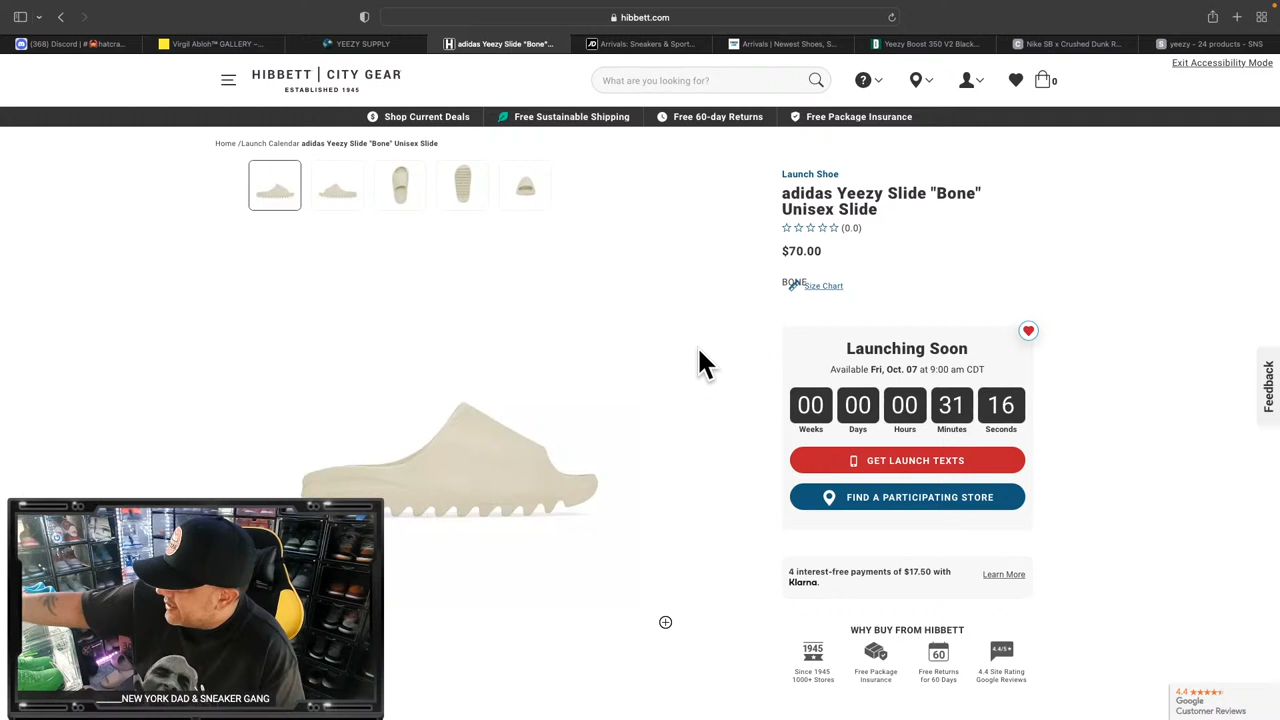 hibbett.com
(368) Discord | #🦀hatcra...
Virgil Abloh™ GALLERY –...
YEEZY SUPPLY
adidas Yeezy Slide "Bone"...
Arrivals: Sneakers & Sport...
Arrivals | Newest Shoes, S...
Yeezy Boost 350 V2 Black...
Nike SB x Crushed Dunk R...
yeezy - 24 products - SNS
Exit Accessibility Mode
HIBBETT | CITY GEAR
ESTABLISHED 1945
What are you looking for?
0
Shop Current Deals
Free Sustainable Shipping
Free 60-day Returns
Free Package Insurance
Home /Launch Calendar adidas Yeezy Slide "Bone" Unisex Slide
Launch Shoe
adidas Yeezy Slide "Bone"
Unisex Slide
(0.0)
$70.00
BONE
Size Chart
Launching Soon
Available Fri, Oct. 07 at 9:00 am CDT
00 00 00 31 16
Weeks Days Hours Minutes Seconds
GET LAUNCH TEXTS
FIND A PARTICIPATING STORE
4 interest-free payments of $17.50 with
Klarna.
Learn More
WHY BUY FROM HIBBETT
1945
60
4.4/5★
Since 1945
1000+ Stores
Free Package
Insurance
Free Returns
for 60 Days
4.4 Site Rating
Google Reviews
Feedback
4.4
Google
Customer Reviews
_____NEW YORK DAD & SNEAKER GANG